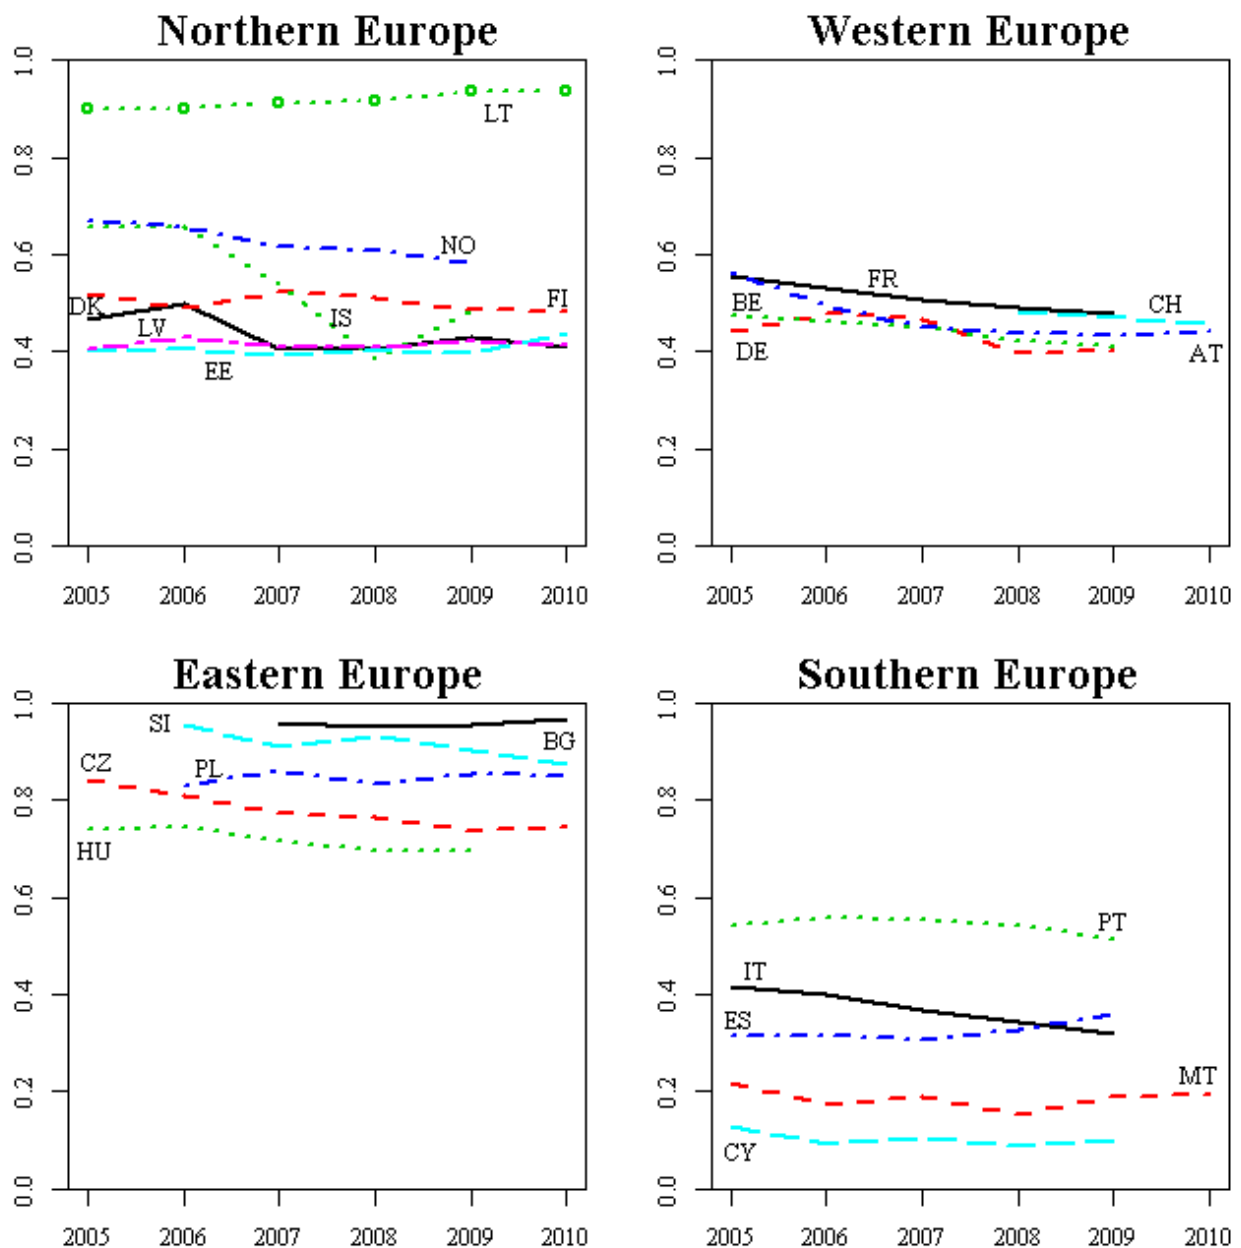 Northern Europe
1.0
0.8
0.6
0.4
0.2
0.0
LT
NO
DK
FI
LV
IS
EE
2005 2006 2007 2008 2009 2010
Western Europe
1.0
0.8
0.6
0.4
0.2
0.0
FR
BE
CH
DE
AT
2005 2006 2007 2008 2009 2010
Eastern Europe
1.0
0.8
0.6
0.4
0.2
0.0
SI
BG
CZ
PL
HU
2005 2006 2007 2008 2009 2010
Southern Europe
1.0
0.8
0.6
0.4
0.2
0.0
PT
IT
ES
MT
CY
2005 2006 2007 2008 2009 2010